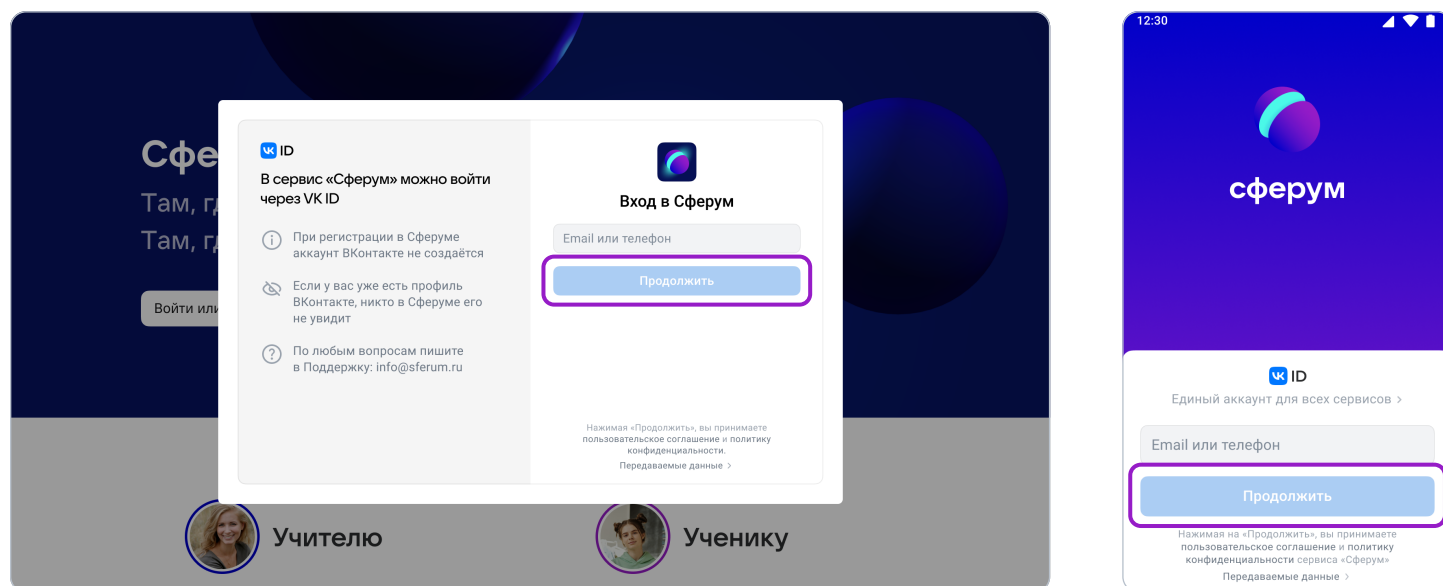 Сфе
Там, г
Там, г
Войти или
VK ID
В сервис «Сферум» можно войти
через VK ID
При регистрации в Сферуме
аккаунт ВКонтакте не создаётся
Если у вас уже есть профиль
ВКонтакте, никто в Сферуме его
не увидит
По любым вопросам пишите
в Поддержку: info@sferum.ru
Вход в Сферум
Email или телефон
Продолжить
Нажимая «Продолжить», вы принимаете
пользовательское соглашение и политику
конфиденциальности.
Передаваемые данные >
Учителю
Ученику
12:30
сферум
VK ID
Единый аккаунт для всех сервисов >
Email или телефон
Продолжить
Нажимая на «Продолжить», вы принимаете
пользовательское соглашение и политику
конфиденциальности сервиса «Сферум»
Передаваемые данные >